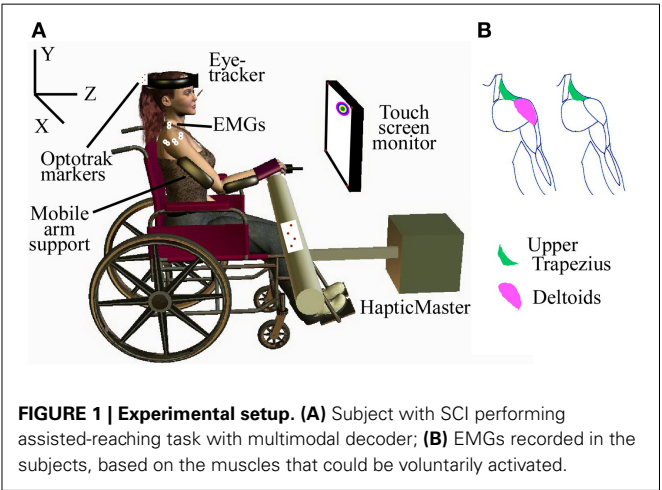 A
B
Y
Z
X
Eye-
tracker
EMGs
Optotrak
markers
Mobile
arm
support
Touch
screen
monitor
HapticMaster
Upper
Trapezius
Deltoids
FIGURE 1 | Experimental setup. (A) Subject with SCI performing
assisted-reaching task with multimodal decoder; (B) EMGs recorded in the
subjects, based on the muscles that could be voluntarily activated.